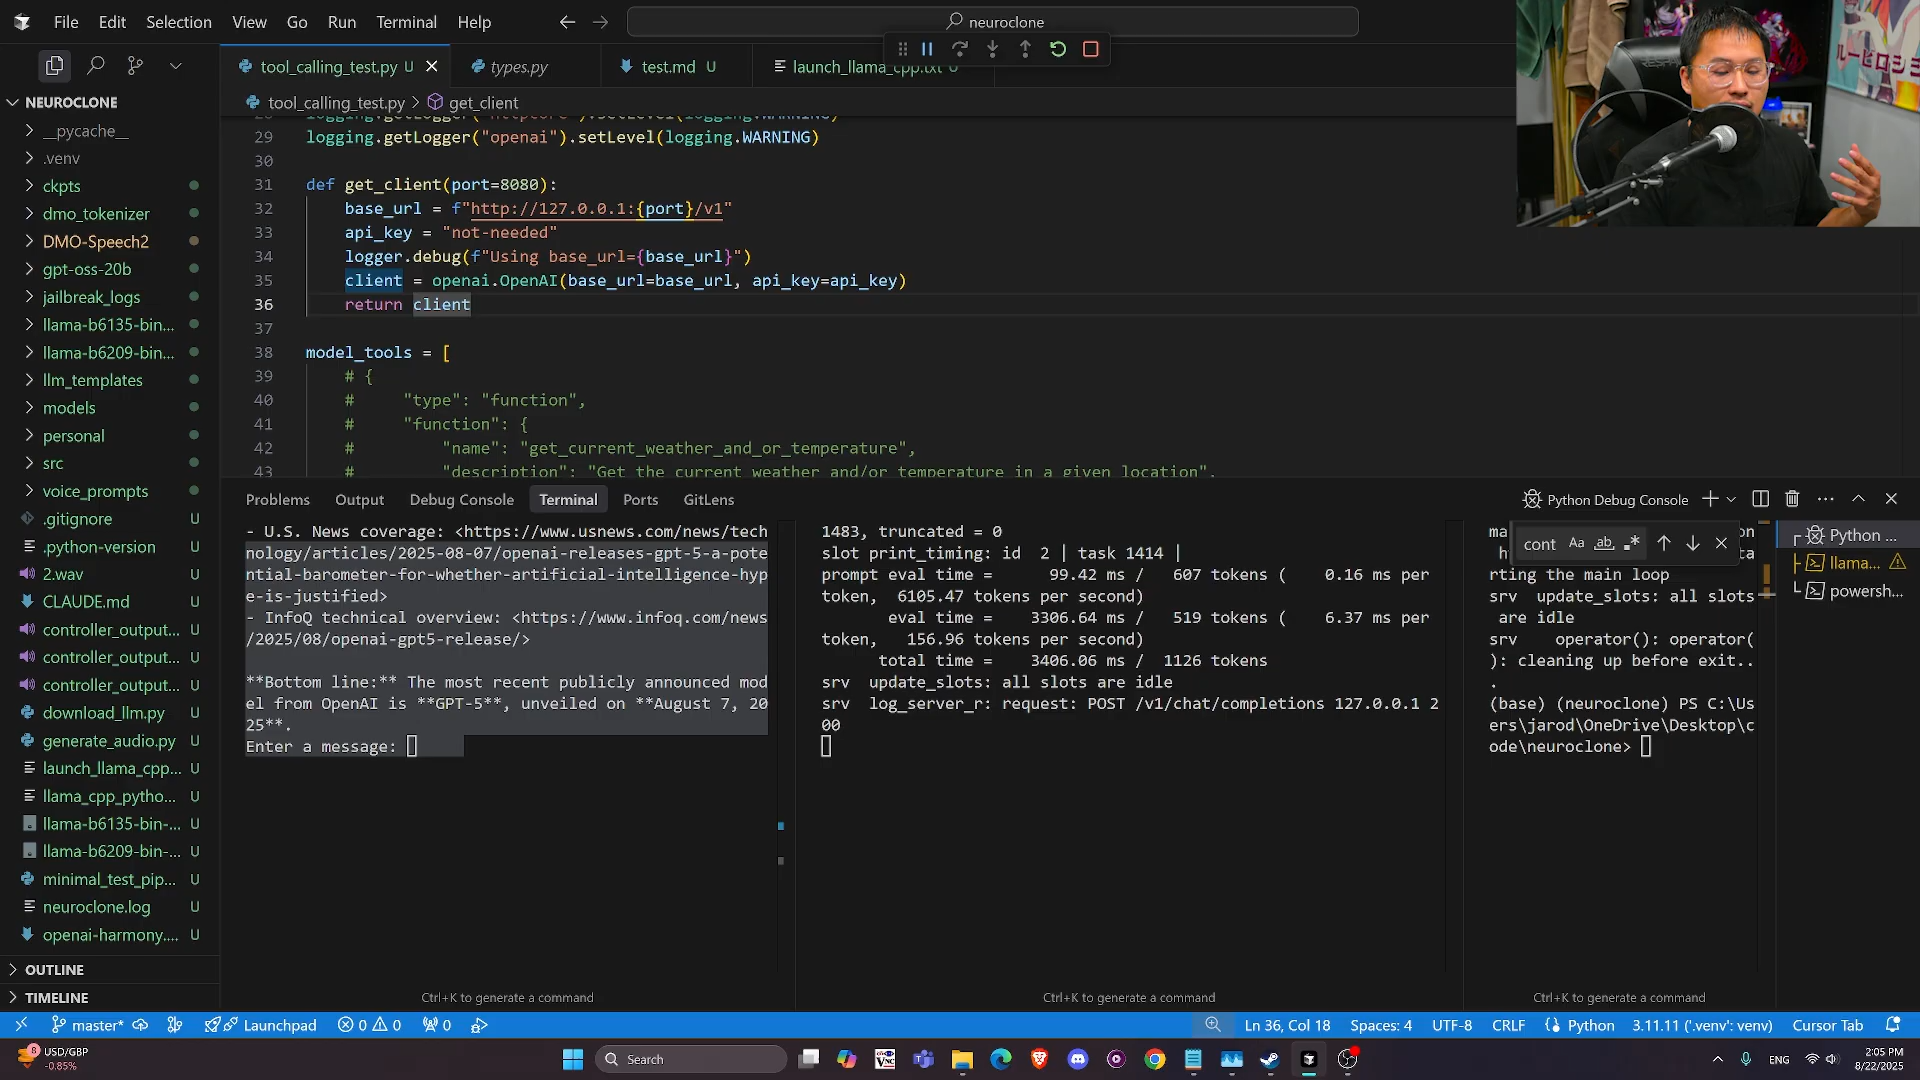 File Edit Selection View Go Run Terminal Help
neuroclone
tool_calling_test.py U
types.py
test.md U
launch_llama_cpp.txt U
NEUROCLONE
tool_calling_test.py > get_client
__pycache__
.venv
ckpts
dmo_tokenizer
DMO-Speech2
gpt-oss-20b
jailbreak_logs
llama-b6135-bin...
llama-b6209-bin...
llm_templates
models
personal
src
voice_prompts
.gitignore U
.python-version U
2.wav U
CLAUDE.md U
controller_output... U
controller_output... U
controller_output... U
download_llm.py U
generate_audio.py U
launch_llama_cpp... U
llama_cpp_pytho... U
llama-b6135-bin-... U
llama-b6209-bin-... U
minimal_test_pip... U
neuroclone.log U
openai-harmony.... U
OUTLINE
TIMELINE
29 logging.getLogger("openai").setLevel(logging.WARNING)
30
31 def get_client(port=8080):
32 base_url = f"http://127.0.0.1:{port}/v1"
33 api_key = "not-needed"
34 logger.debug(f"Using base_url={base_url}")
35 client = openai.OpenAI(base_url=base_url, api_key=api_key)
36 return client
37
38 model_tools = [
39 # {
40 # "type": "function",
41 # "function": {
42 # "name": "get_current_weather_and_or_temperature",
43 # "description": "Get the current weather and/or temperature in a given location",
Problems Output Debug Console Terminal Ports GitLens
Python Debug Console
- U.S. News coverage: <https://www.usnews.com/news/tech
nology/articles/2025-08-07/openai-releases-gpt-5-a-pote
ntial-barometer-for-whether-artificial-intelligence-hyp
e-is-justified>
- InfoQ technical overview: <https://www.infoq.com/news
/2025/08/openai-gpt5-release/>
**Bottom line:** The most recent publicly announced mod
el from OpenAI is **GPT-5**, unveiled on **August 7, 20
25**.
Enter a message:
Ctrl+K to generate a command
1483, truncated = 0
slot print_timing: id 2 | task 1414 |
prompt eval time = 99.42 ms / 607 tokens ( 0.16 ms per
token, 6105.47 tokens per second)
eval time = 3306.64 ms / 519 tokens ( 6.37 ms per
token, 156.96 tokens per second)
total time = 3406.06 ms / 1126 tokens
srv update_slots: all slots are idle
srv log_server_r: request: POST /v1/chat/completions 127.0.0.1 2
00
Ctrl+K to generate a command
cont Aa ab
rting the main loop
srv update_slots: all slots
are idle
srv operator(): operator(
): cleaning up before exit..
.
(base) (neuroclone) PS C:\Us
ers\jarod\OneDrive\Desktop\c
ode\neuroclone>
Ctrl+K to generate a command
Python ...
llama...
powersh...
master* Launchpad 0 0 0
Ln 36, Col 18 Spaces: 4 UTF-8 CRLF Python 3.11.11 ('.venv': venv) Cursor Tab
8
USD/GBP
-0.85%
Search
ENG
2:05 PM
8/22/2025